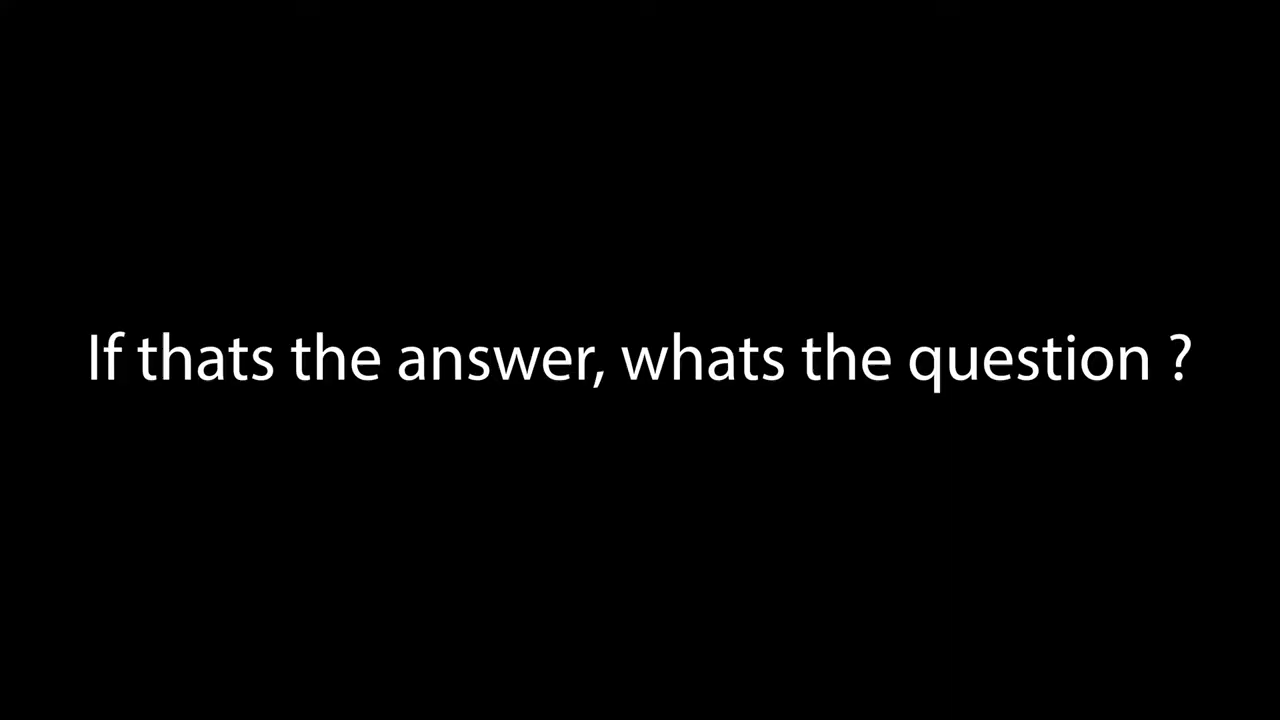 If thats the answer, whats the question ?